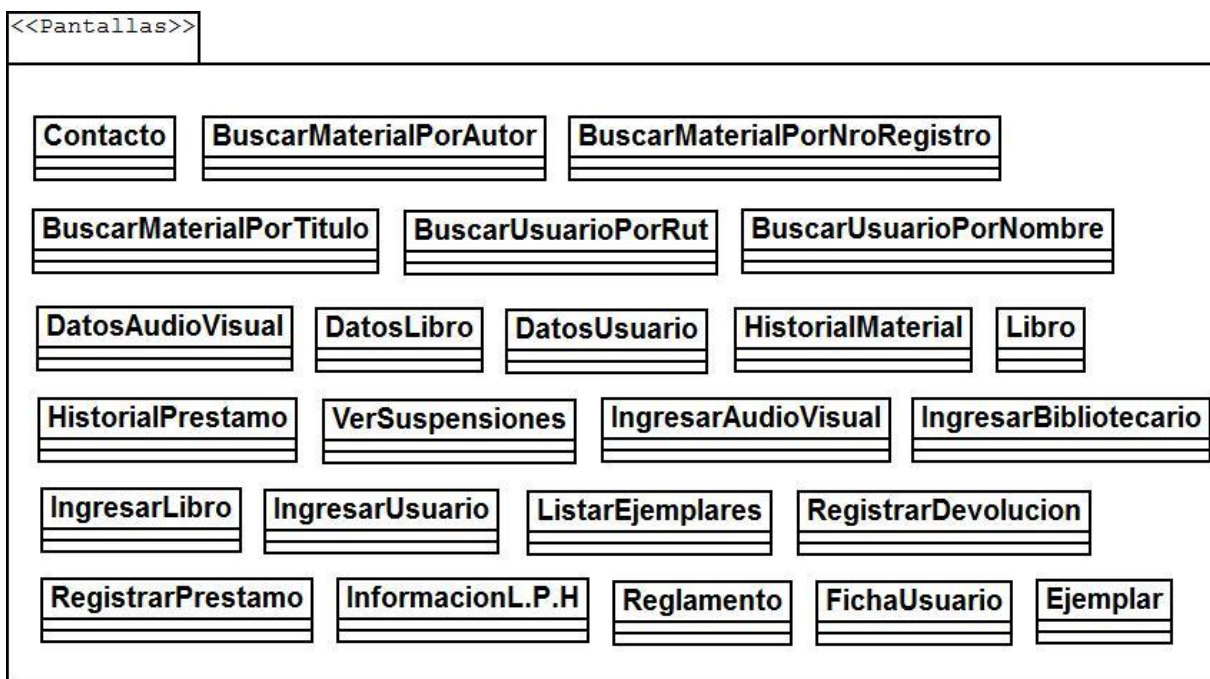 <<Pantallas>>
Contacto BuscarMaterialPorAutor BuscarMaterialPorNroRegistro
BuscarMaterialPorTitulo BuscarUsuarioPorRut BuscarUsuarioPorNombre
DatosAudioVisual DatosLibro DatosUsuario HistorialMaterial Libro
HistorialPrestamo VerSuspensiones IngresarAudioVisual IngresarBibliotecario
IngresarLibro IngresarUsuario ListarEjemplares RegistrarDevolucion
RegistrarPrestamo InformacionL.P.H Reglamento FichaUsuario Ejemplar